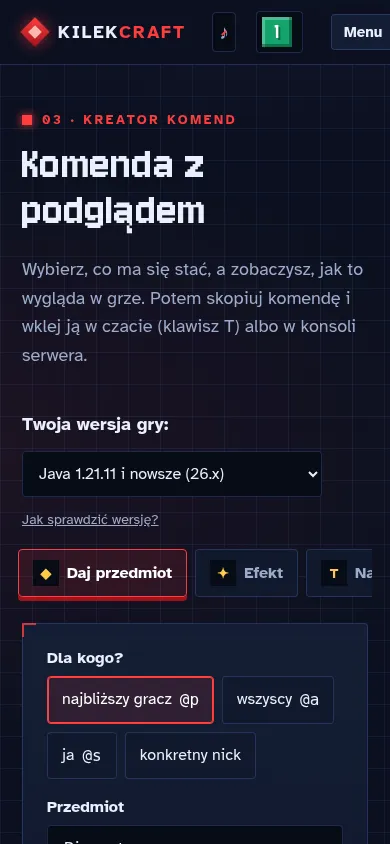 KILEKCRAFT
♪
1
Menu
03 · KREATOR KOMEND
Komenda z
podglądem
Wybierz, co ma się stać, a zobaczysz, jak to
wygląda w grze. Potem skopiuj komendę i
wklej ją w czacie (klawisz T) albo w konsoli
serwera.
Twoja wersja gry:
Java 1.21.11 i nowsze (26.x)
Jak sprawdzić wersję?
Daj przedmiot
Efekt
T
Dla kogo?
najbliższy gracz @p
wszyscy @a
ja @s
konkretny nick
Przedmiot